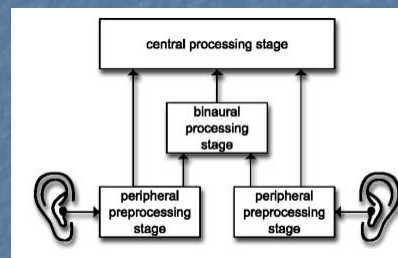 central processing stage
binaural
processing
stage
peripheral
preprocessing
stage
peripheral
preprocessing
stage